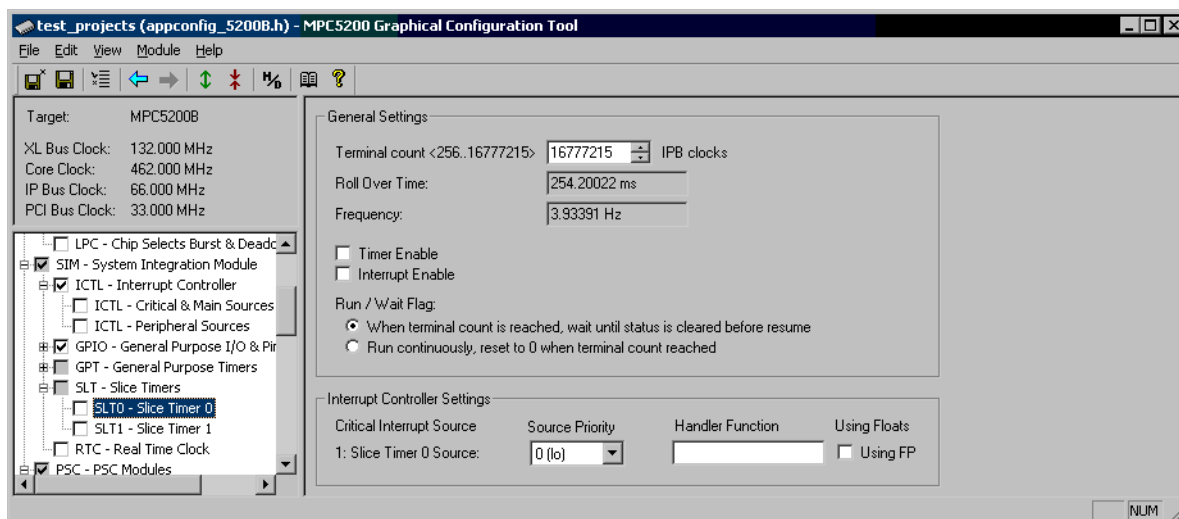 test_projects (appconfig_5200B.h) - MPC5200 Graphical Configuration Tool
File Edit View Module Help
H/D
Target: MPC5200B
XL Bus Clock: 132.000 MHz
Core Clock: 462.000 MHz
IP Bus Clock: 66.000 MHz
PCI Bus Clock: 33.000 MHz
LPC - Chip Selects Burst & Deadc
SIM - System Integration Module
ICTL - Interrupt Controller
ICTL - Critical & Main Sources
ICTL - Peripheral Sources
GPIO - General Purpose I/O & Pir
GPT - General Purpose Timers
SLT - Slice Timers
SLT0 - Slice Timer 0
SLT1 - Slice Timer 1
RTC - Real Time Clock
PSC - PSC Modules
General Settings
Terminal count <256..16777215> 16777215 IPB clocks
Roll Over Time: 254.20022 ms
Frequency: 3.93391 Hz
Timer Enable
Interrupt Enable
Run / Wait Flag:
When terminal count is reached, wait until status is cleared before resume
Run continuously, reset to 0 when terminal count reached
Interrupt Controller Settings
Critical Interrupt Source Source Priority Handler Function Using Floats
1: Slice Timer 0 Source: 0 (lo) Using FP
NUM